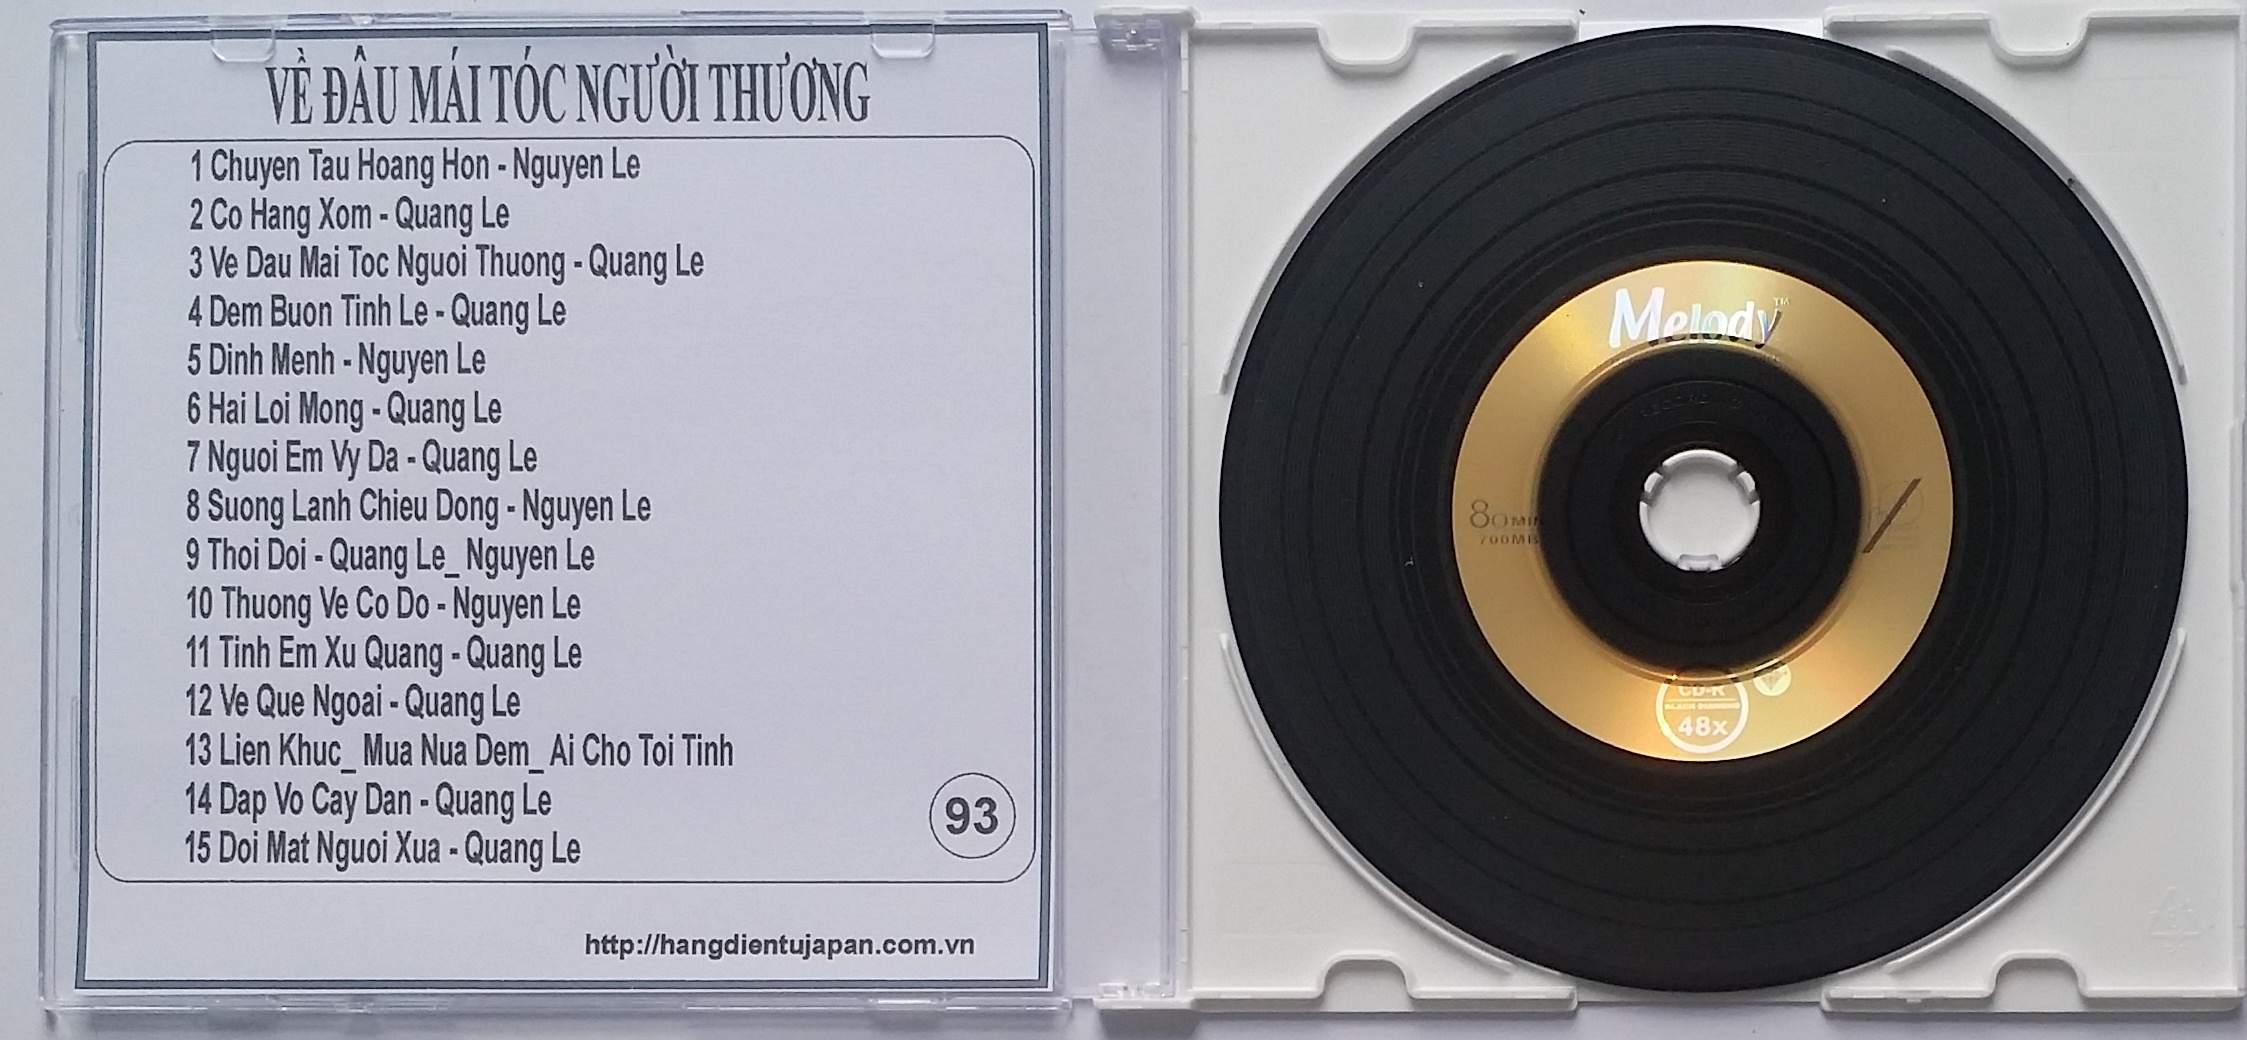 VỀ ĐÂU MÁI TÓC NGƯỜI THƯƠNG
1 Chuyen Tau Hoang Hon - Nguyen Le
2 Co Hang Xom - Quang Le
3 Ve Dau Mai Toc Nguoi Thuong - Quang Le
4 Dem Buon Tinh Le - Quang Le
5 Dinh Menh - Nguyen Le
6 Hai Loi Mong - Quang Le
7 Nguoi Em Vy Da - Quang Le
8 Suong Lanh Chieu Dong - Nguyen Le
9 Thoi Doi - Quang Le_ Nguyen Le
10 Thuong Ve Co Do - Nguyen Le
11 Tinh Em Xu Quang - Quang Le
12 Ve Que Ngoai - Quang Le
13 Lien Khuc_ Mua Nua Dem_ Ai Cho Toi Tinh
14 Dap Vo Cay Dan - Quang Le
15 Doi Mat Nguoi Xua - Quang Le
93
http://hangdientujapan.com.vn
Melody™
80MIN
700MB
CD-R
BLACK DIAMOND
48x